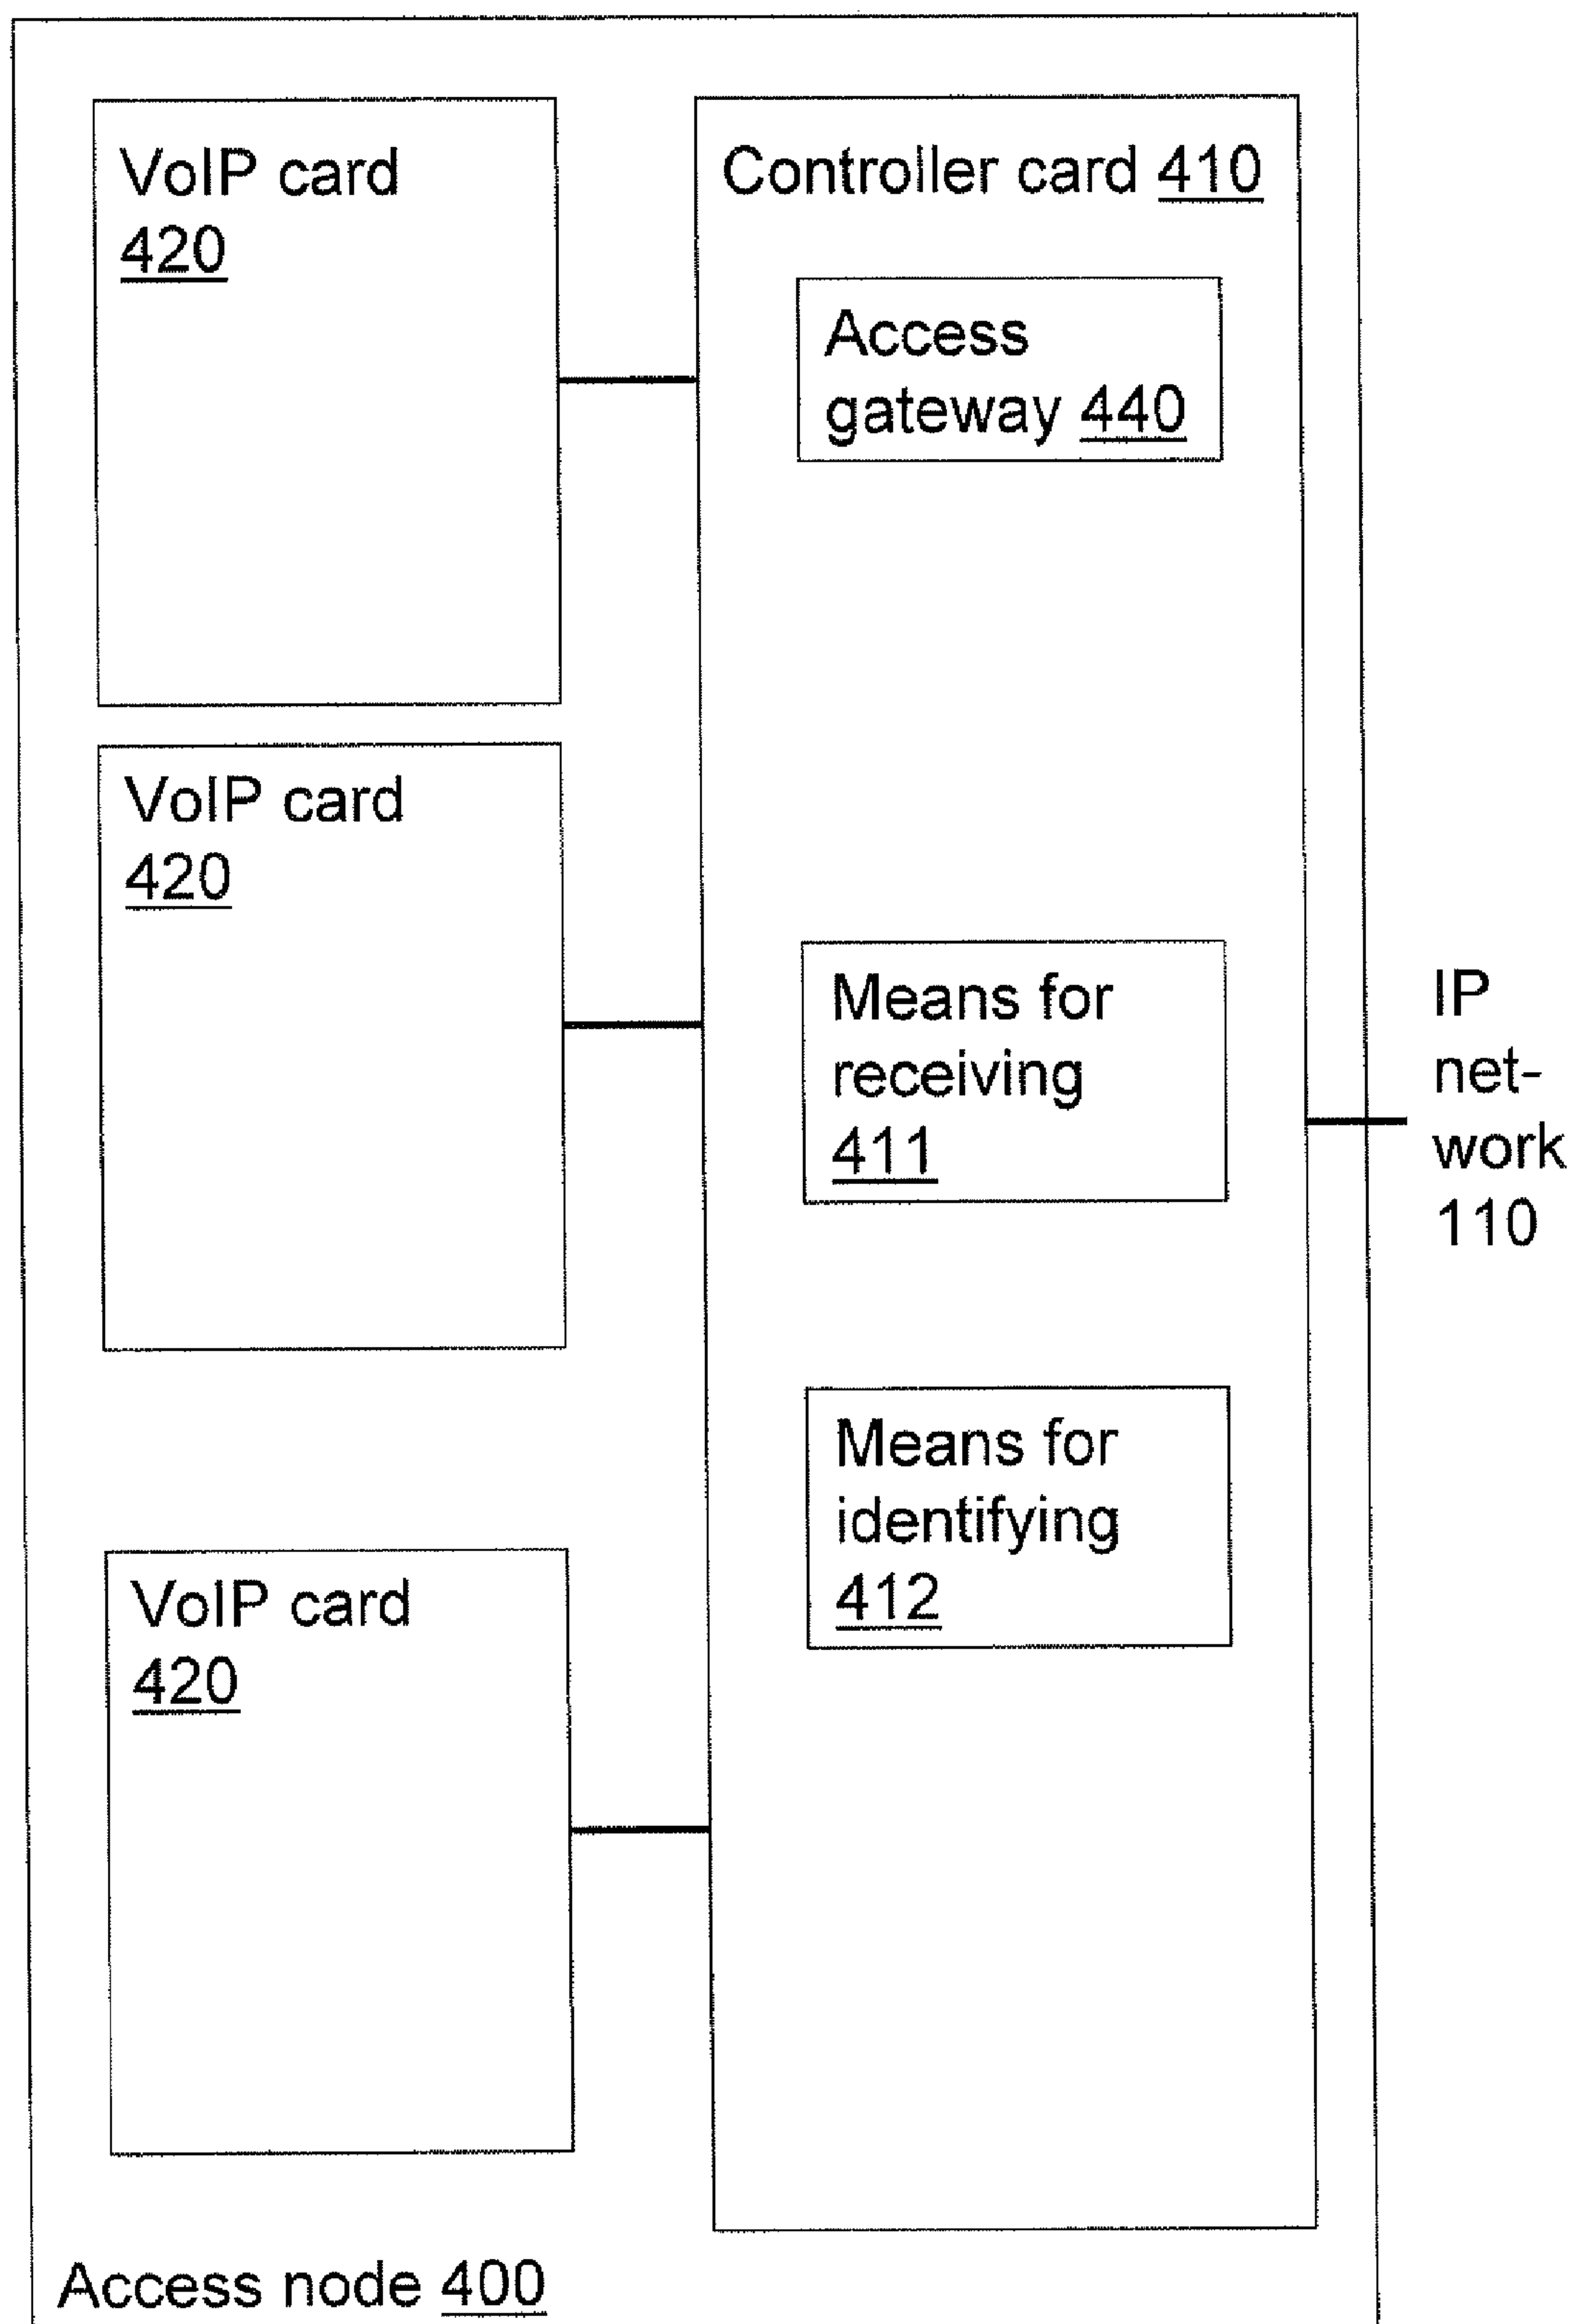 VoIP card
420
Controller card 410
Access
gateway 440
VoIP card
420
Means for
receiving
411
IP
net-
work
110
Means for
identifying
412
VoIP card
420
Access node 400